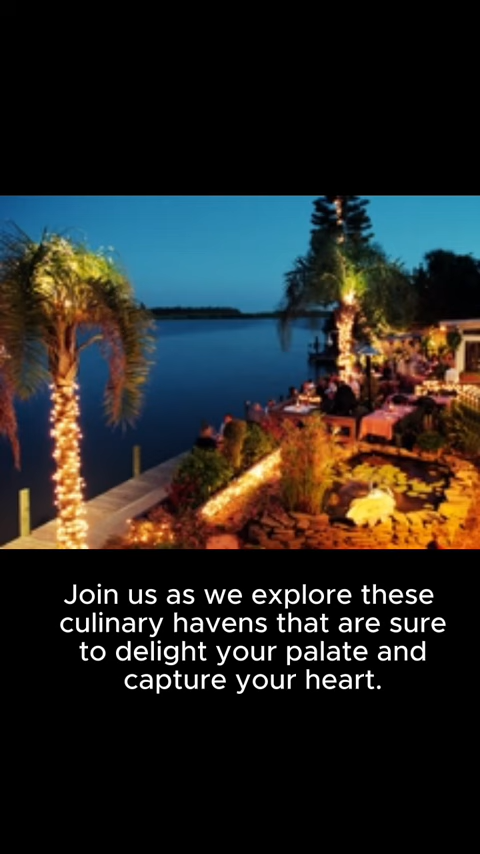 Join us as we explore these
culinary havens that are sure
to delight your palate and
capture your heart.